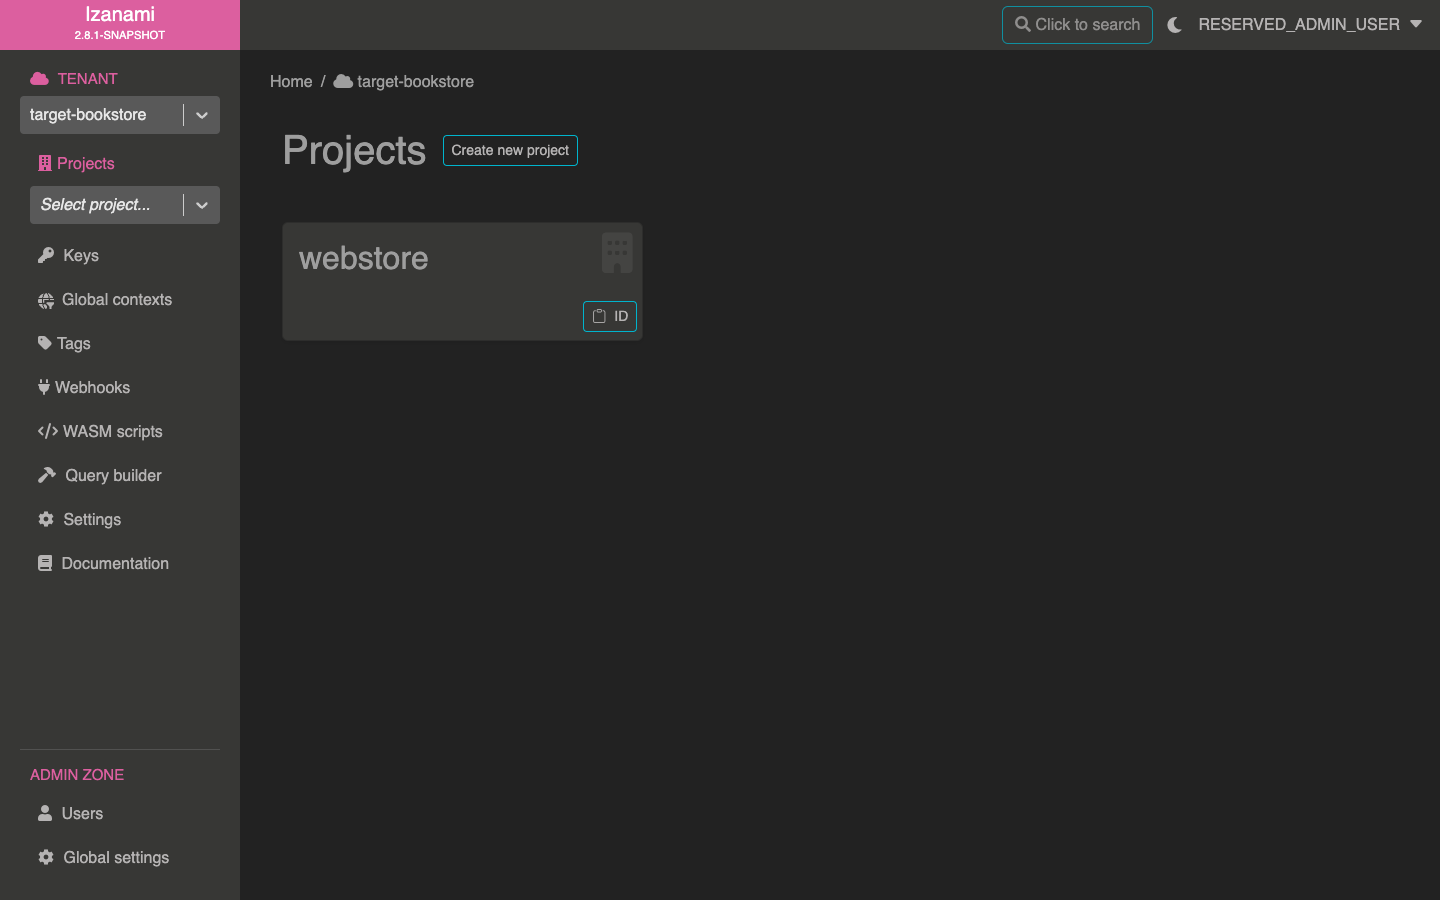 Izanami
2.8.1-SNAPSHOT
Click to search
RESERVED_ADMIN_USER
TENANT
target-bookstore
Projects
Select project...
Keys
Global contexts
Tags
Webhooks
WASM scripts
Query builder
Settings
Documentation
ADMIN ZONE
Users
Global settings
Home / target-bookstore
Projects
Create new project
webstore
ID